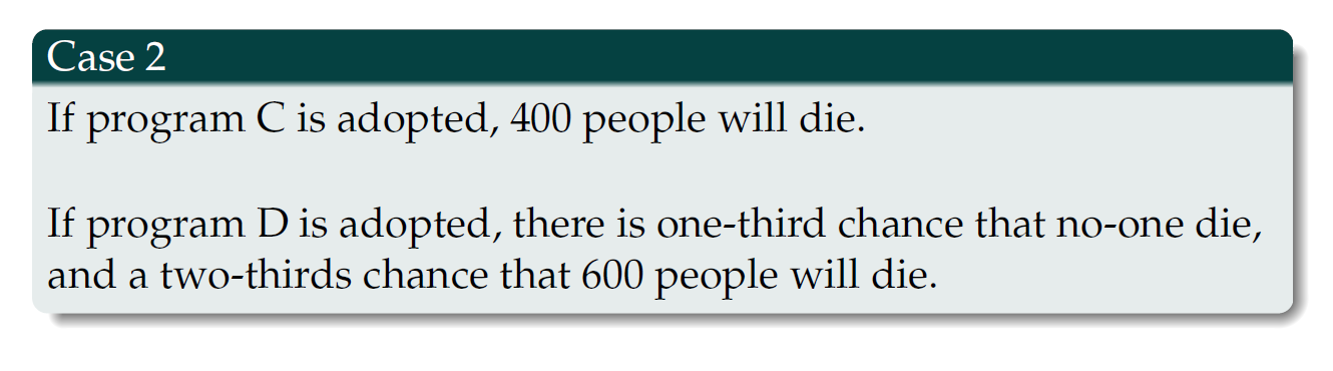 Case 2
If program C is adopted, 400 people will die.
If program D is adopted, there is one-third chance that no-one die,
and a two-thirds chance that 600 people will die.